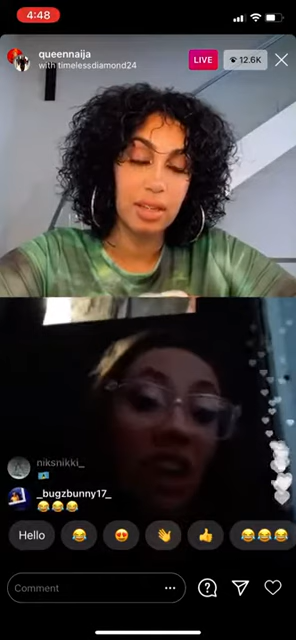 4:48
queennaija
with timelessdiamond24
LIVE
12.6K
niksnikki_
_bugzbunny17_
😂😂😂
Hello
😂
😍
👋
👍
😂😂😂
Comment